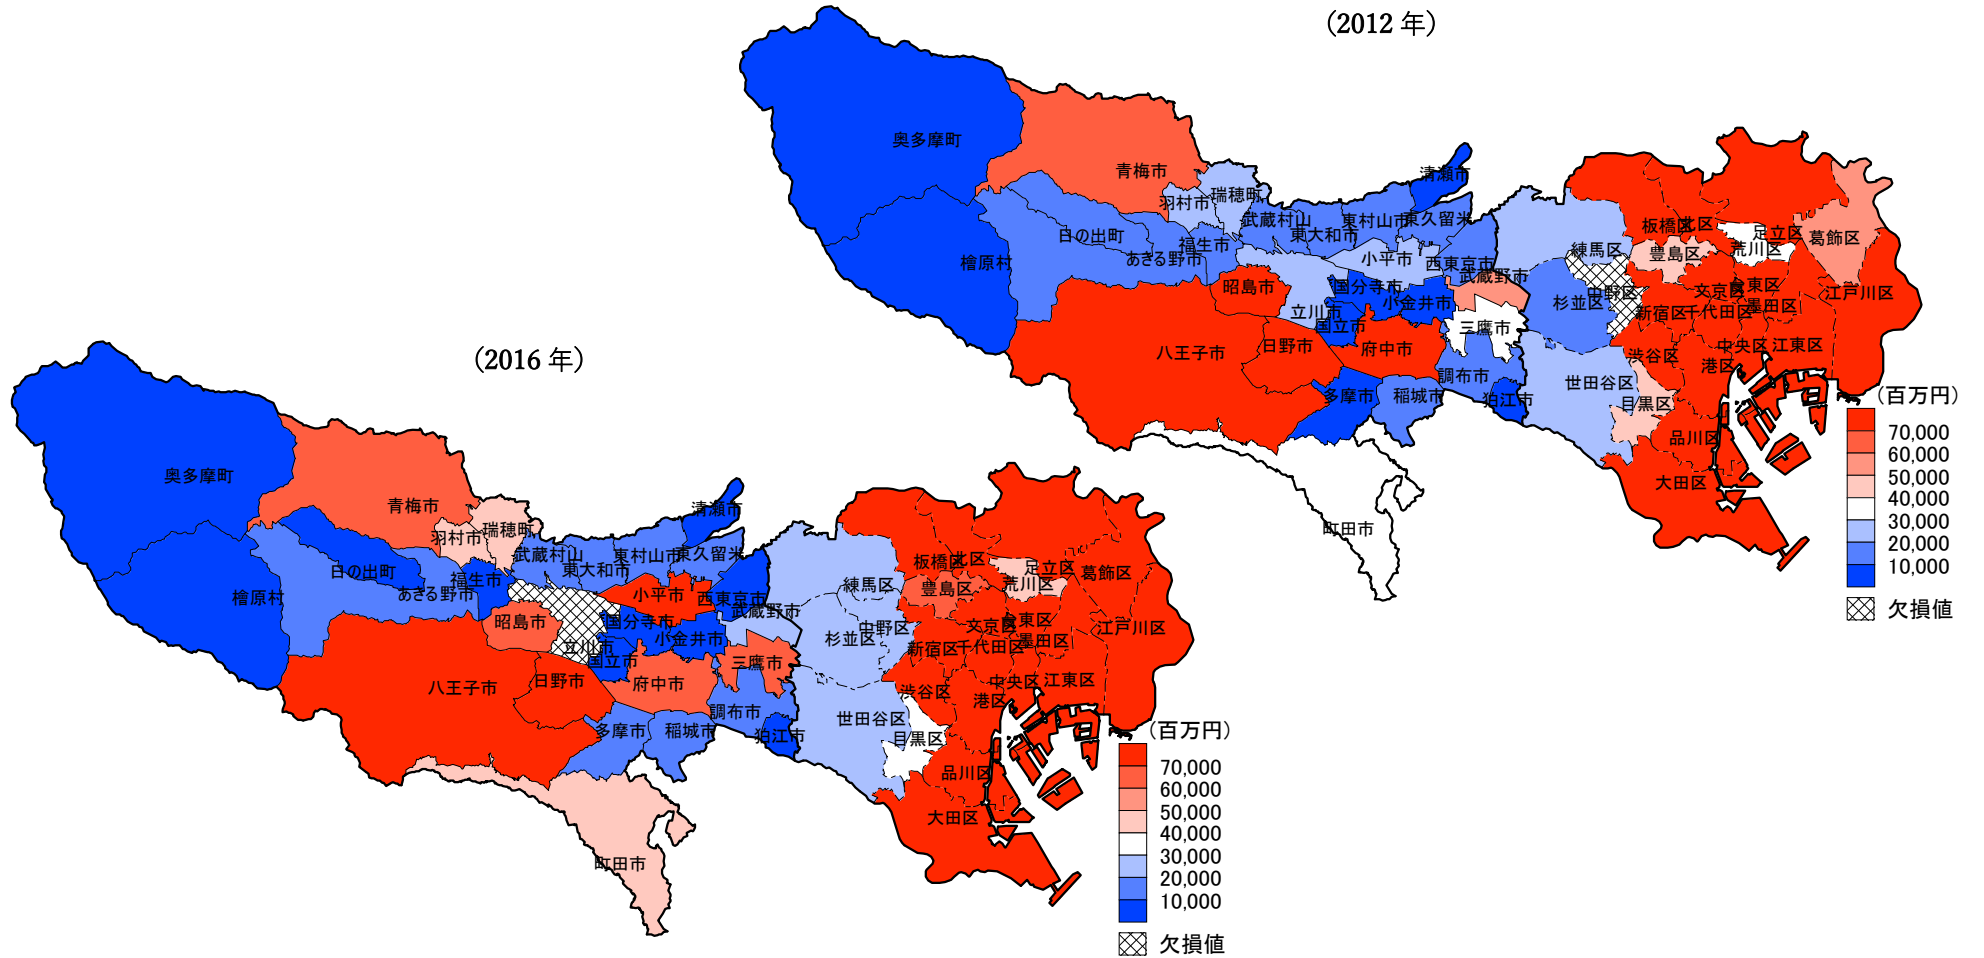 (2012 年)
奥多摩町
青梅市
羽村市
瑞穂町
清瀬市
武蔵村山
東大和市
東村山市
東久留米
日の出町
福生市
あきる野市
檜原村
小平市
西東京市
武蔵野市
昭島市
国分寺市
小金井市
立川市
国立市
三鷹市
八王子市
日野市
府中市
調布市
多摩市
稲城市
狛江市
町田市
練馬区
板橋区
北区
足立区
葛飾区
荒川区
豊島区
中野区
杉並区
文京区
台東区
江戸川区
新宿区
千代田区
墨田区
渋谷区
中央区
江東区
港区
世田谷区
目黒区
品川区
大田区
(百万円)
70,000
60,000
50,000
40,000
30,000
20,000
10,000
欠損値
(2016 年)
奥多摩町
青梅市
羽村市
瑞穂町
清瀬市
武蔵村山
東大和市
東村山市
東久留米
日の出町
福生市
あきる野市
檜原村
小平市
西東京市
武蔵野市
昭島市
国分寺市
小金井市
立川市
国立市
三鷹市
八王子市
日野市
府中市
調布市
多摩市
稲城市
狛江市
町田市
練馬区
板橋区
北区
足立区
葛飾区
荒川区
豊島区
中野区
杉並区
文京区
台東区
江戸川区
新宿区
千代田区
墨田区
渋谷区
中央区
江東区
港区
世田谷区
目黒区
品川区
大田区
(百万円)
70,000
60,000
50,000
40,000
30,000
20,000
10,000
欠損値